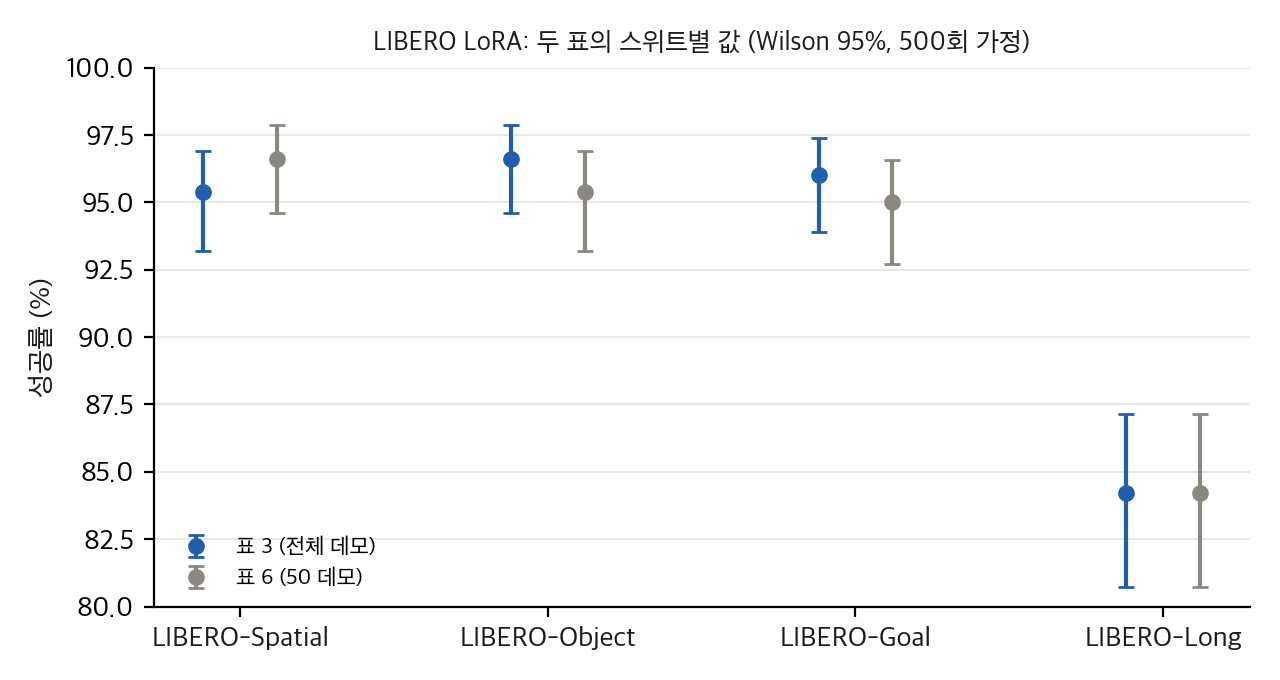 LIBERO LoRA: 두 표의 스위트별 값 (Wilson 95%, 500회 가정)
성공률 (%)
100.0
97.5
95.0
92.5
90.0
87.5
85.0
82.5
80.0
표 3 (전체 데모)
표 6 (50 데모)
LIBERO-Spatial
LIBERO-Object
LIBERO-Goal
LIBERO-Long